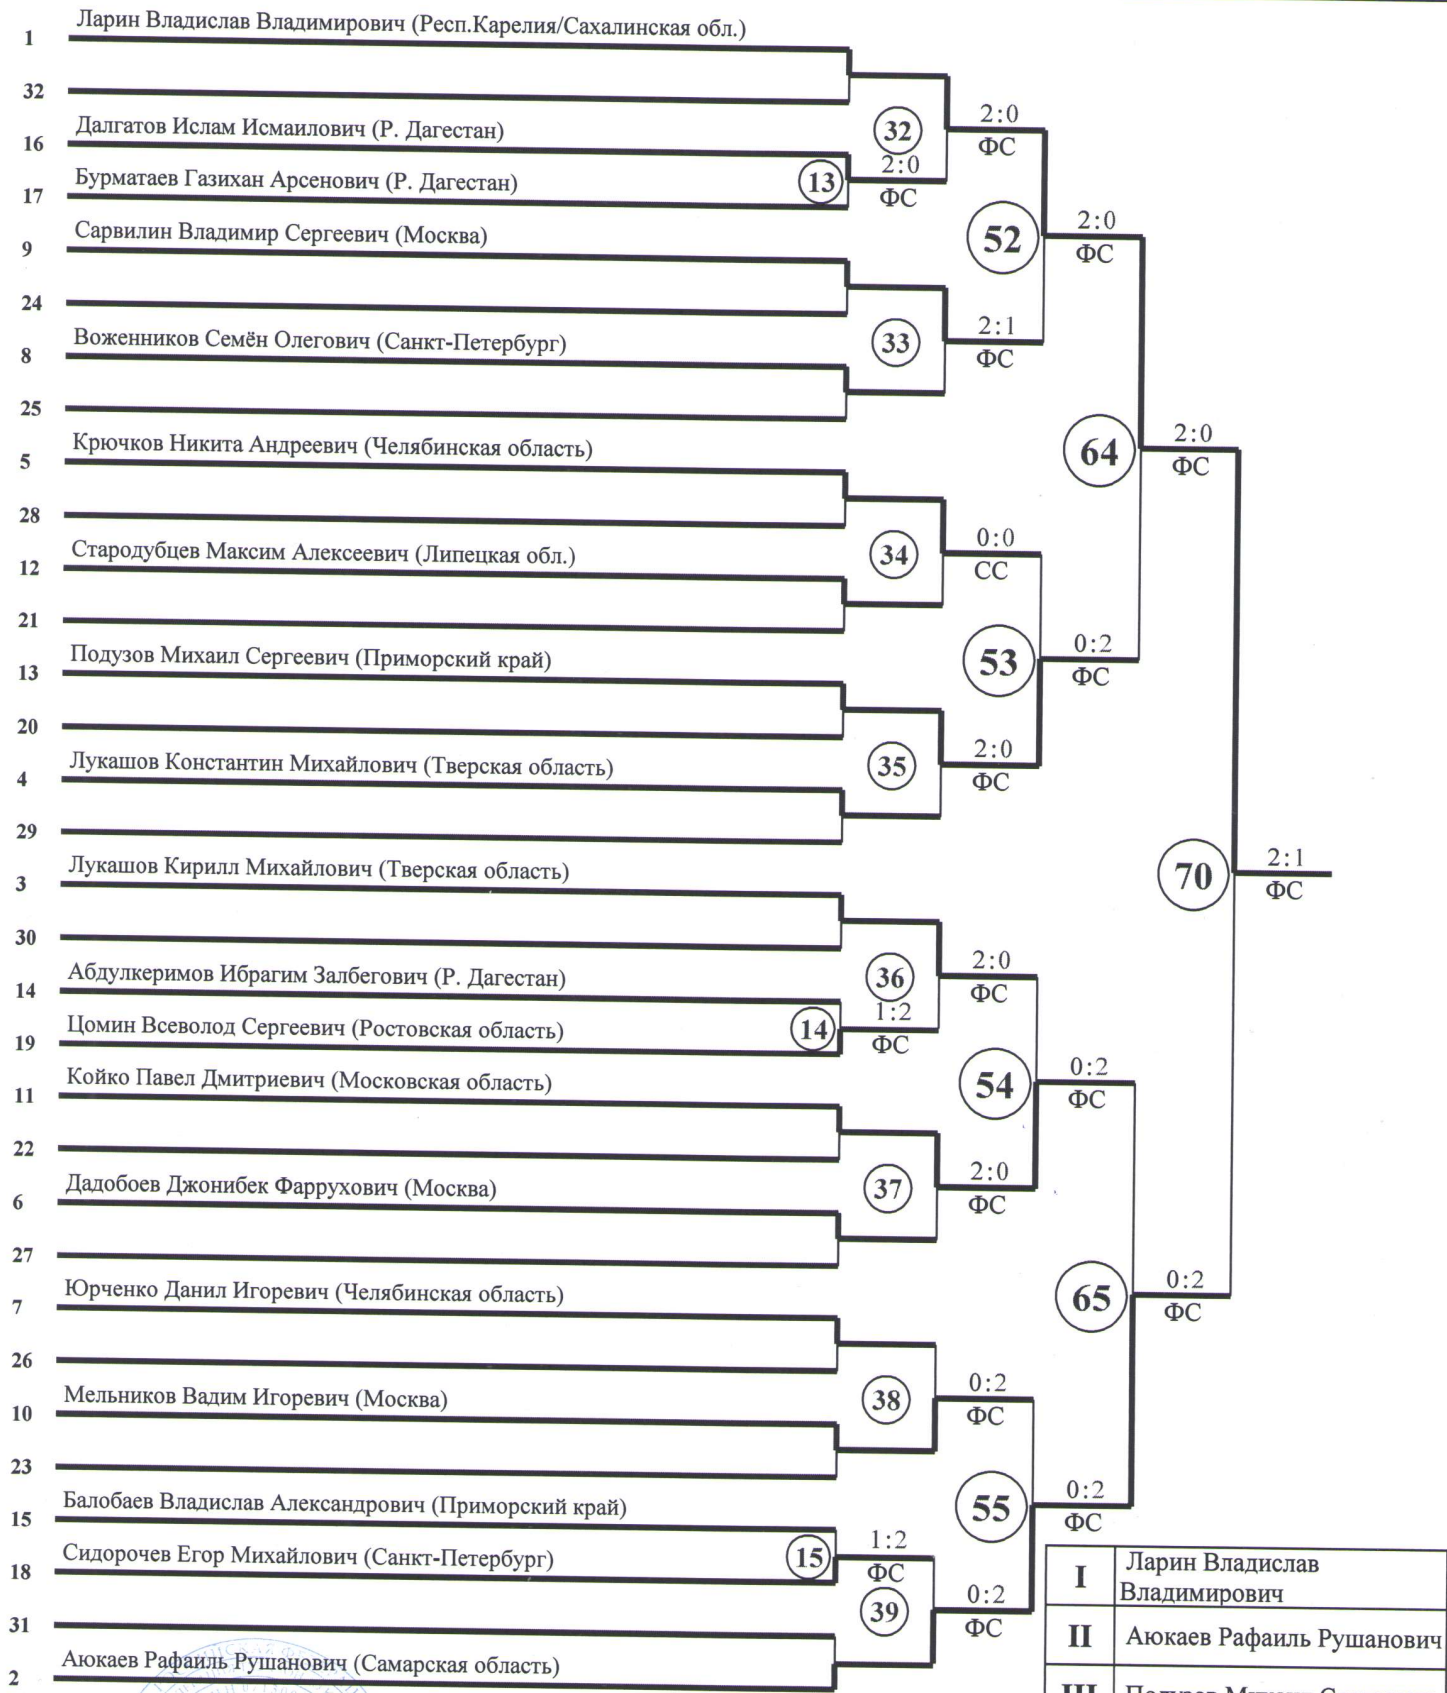 Ларин Владислав Владимирович (Респ.Карелия/Сахалинская обл.)
1
32
2:0
32
ФС
Далгатов Ислам Исмаилович (Р. Дагестан)
16
2:0
13
ФС
Бурматаев Газихан Арсенович (Р. Дагестан)
17
2:0
52
ФС
Сарвилин Владимир Сергеевич (Москва)
9
24
2:1
33
ФС
Воженников Семён Олегович (Санкт-Петербург)
8
25
2:0
64
ФС
Крючков Никита Андреевич (Челябинская область)
5
28
0:0
34
СС
Стародубцев Максим Алексеевич (Липецкая обл.)
12
21
0:2
53
ФС
Подузов Михаил Сергеевич (Приморский край)
13
20
2:0
35
ФС
Лукашов Константин Михайлович (Тверская область)
4
29
2:1
70
ФС
Лукашов Кирилл Михайлович (Тверская область)
3
30
2:0
36
ФС
Абдулкеримов Ибрагим Залбегович (Р. Дагестан)
14
1:2
14
ФС
Цомин Всеволод Сергеевич (Ростовская область)
19
0:2
54
ФС
Койко Павел Дмитриевич (Московская область)
11
22
2:0
37
ФС
Дадобоев Джонибек Фаррухович (Москва)
6
27
0:2
65
ФС
Юрченко Данил Игоревич (Челябинская область)
7
26
0:2
38
ФС
Мельников Вадим Игоревич (Москва)
10
23
0:2
55
ФС
Балобаев Владислав Александрович (Приморский край)
15
1:2
15
ФС
Сидорочев Егор Михайлович (Санкт-Петербург)
18
0:2
39
ФС
31
Аюкаев Рафаиль Рушанович (Самарская область)
2
I Ларин Владислав
Владимирович
II Аюкаев Рафаиль Рушанович
III